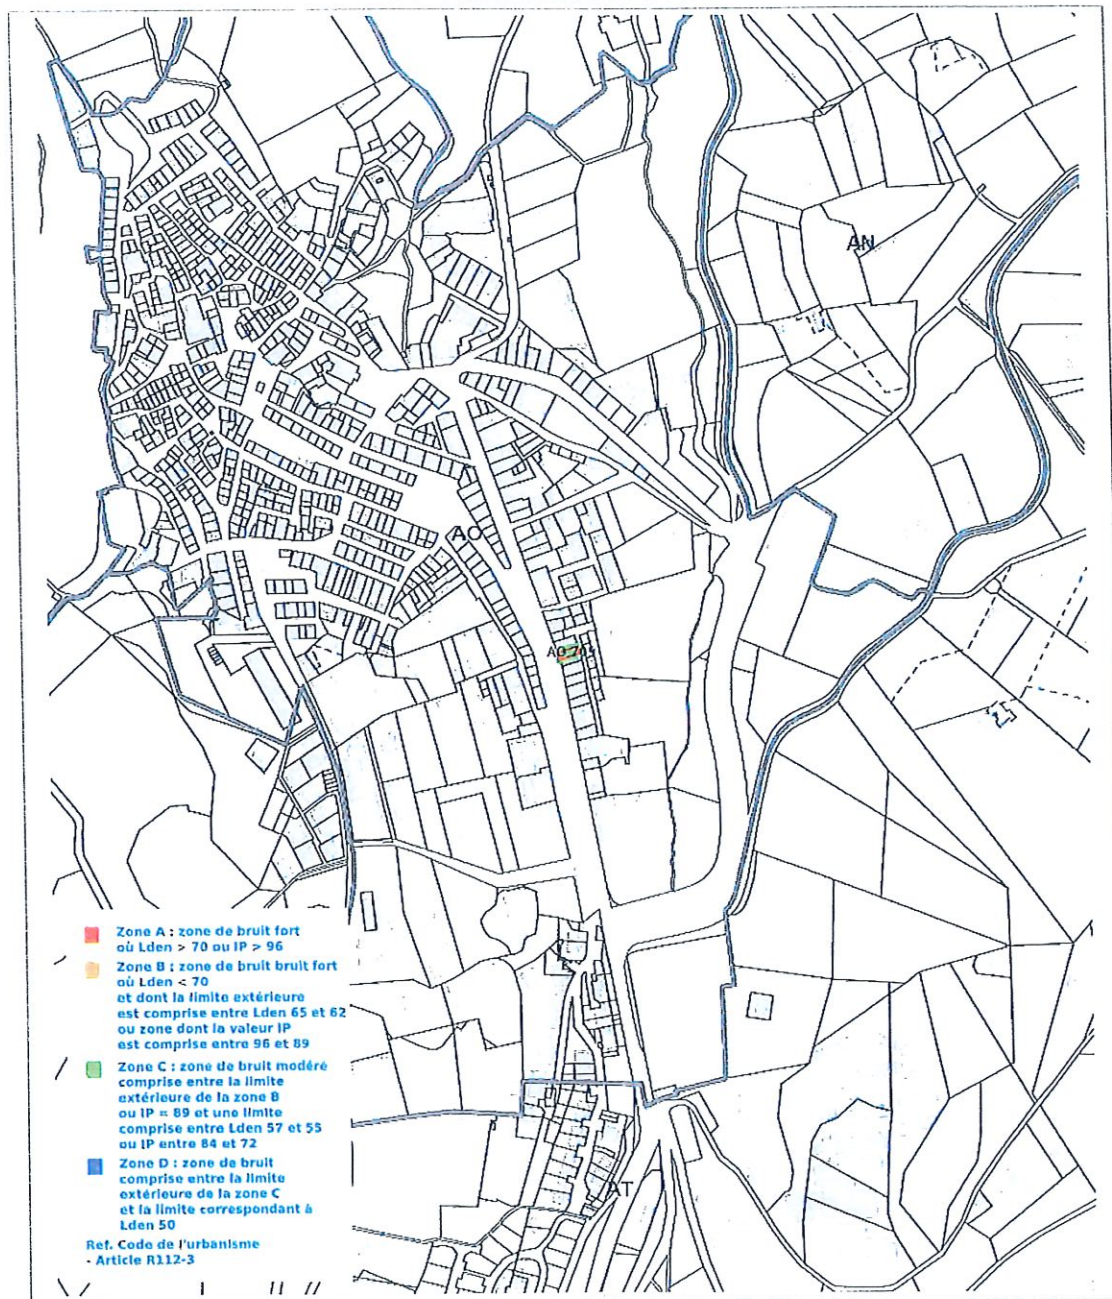 AN
AO
AO 765
Zone A : zone de bruit fort
où Lden > 70 ou IP > 96
Zone B : zone de bruit bruit fort
où Lden < 70
et dont la limite extérieure
est comprise entre Lden 65 et 62
ou zone dont la valeur IP
est comprise entre 96 et 89
Zone C : zone de bruit modéré
comprise entre la limite
extérieure de la zone B
ou IP = 89 et une limite
comprise entre Lden 57 et 55
ou IP entre 84 et 72
Zone D : zone de bruit
comprise entre la limite
extérieure de la zone C
et la limite correspondant à
Lden 50
Réf. Code de l'urbanisme
- Article R112-3
AT